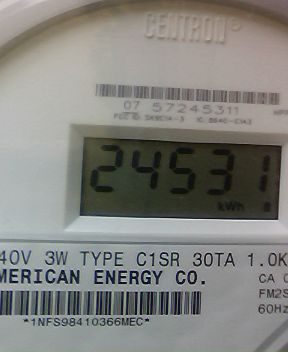 CENTRON®
07 57245311
24531
kWh
40V 3W TYPE C1SR 30TA 1.0K
MERICAN ENERGY CO.
CA
FM2S
60Hz
*1NFS98410366MEC*